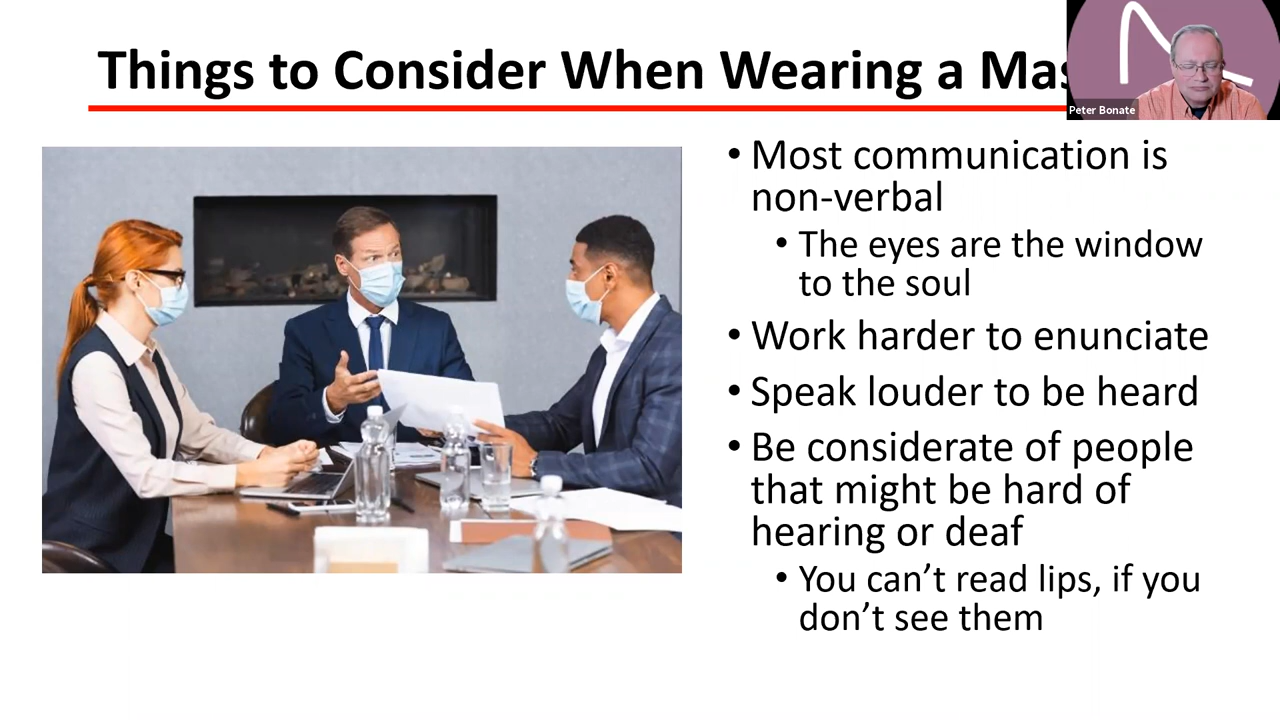 Things to Consider When Wearing a Mas
Peter Bonate
• Most communication is
non-verbal
• The eyes are the window
to the soul
• Work harder to enunciate
• Speak louder to be heard
• Be considerate of people
that might be hard of
hearing or deaf
• You can’t read lips, if you
don’t see them